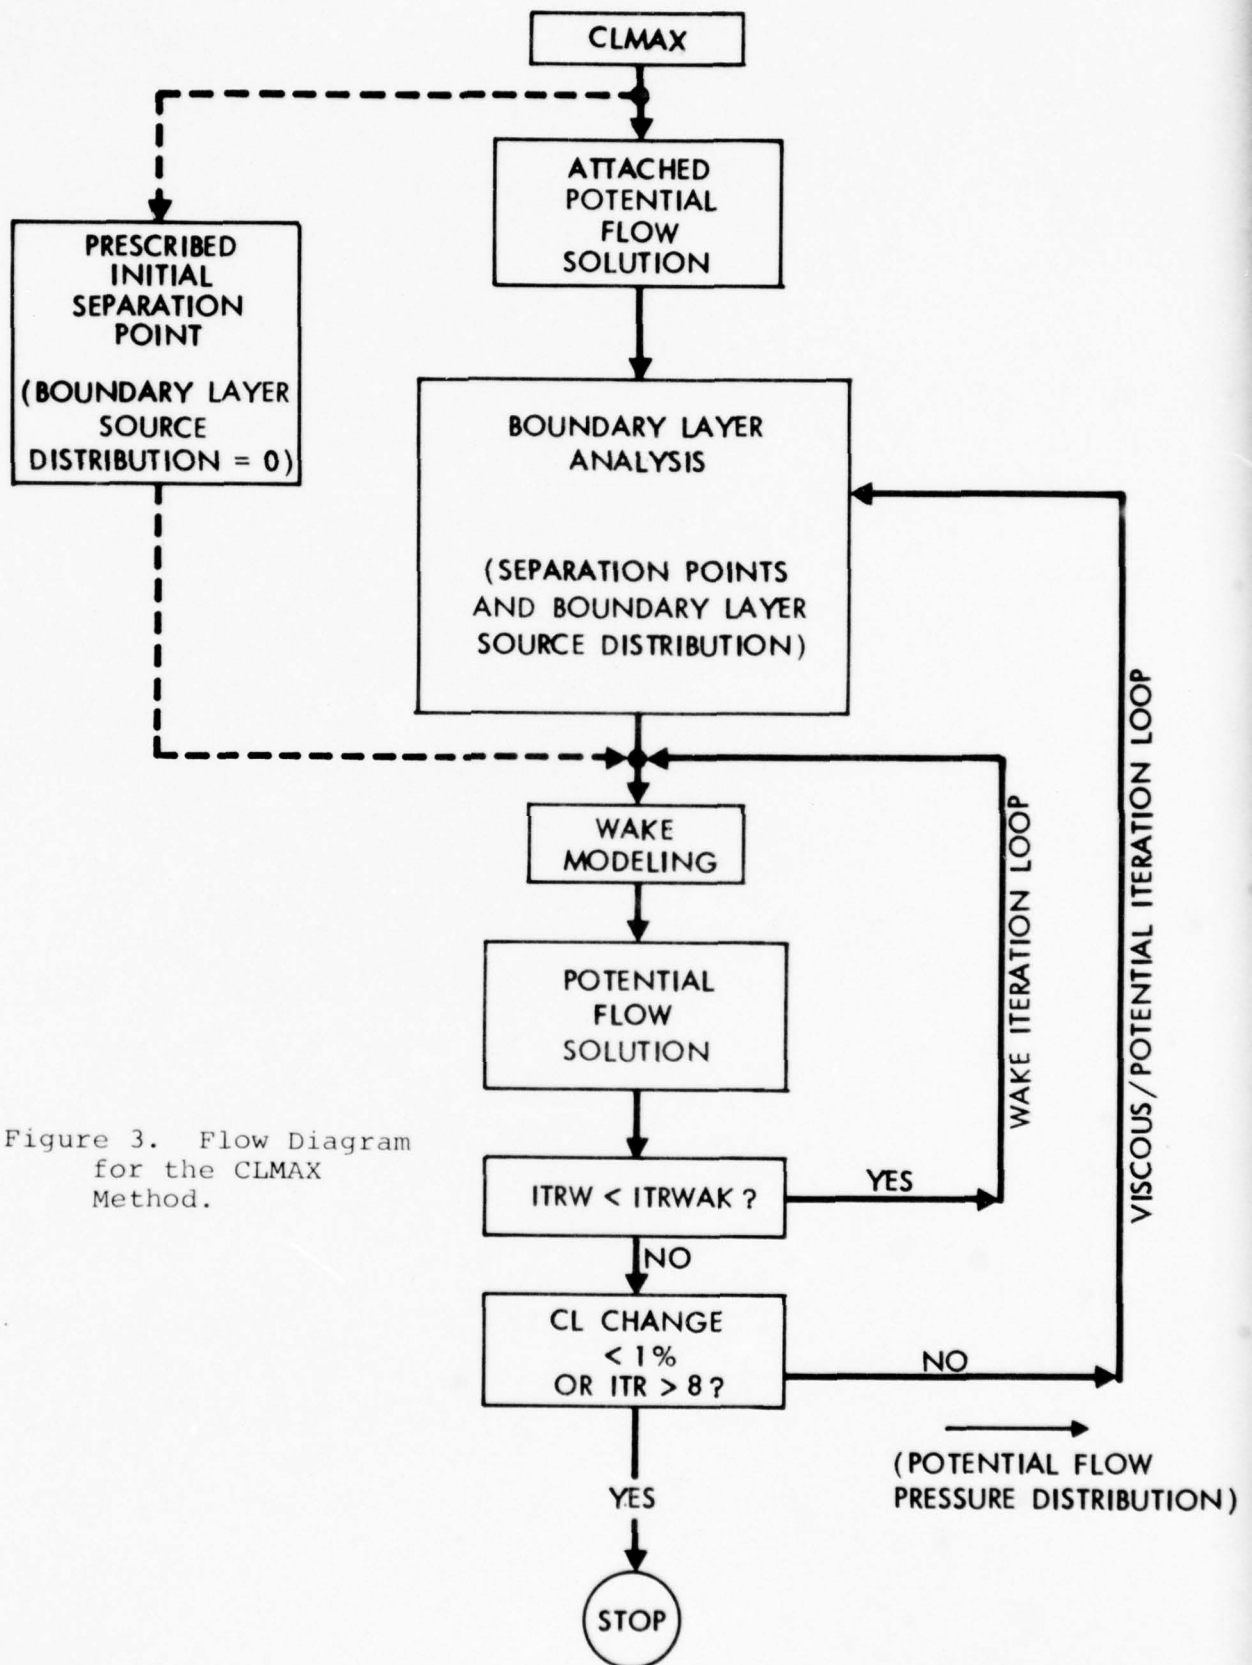 CLMAX
ATTACHED
POTENTIAL
FLOW
SOLUTION
PRESCRIBED
INITIAL
SEPARATION
POINT
(BOUNDARY LAYER
SOURCE
DISTRIBUTION = 0)
BOUNDARY LAYER
ANALYSIS
(SEPARATION POINTS
AND BOUNDARY LAYER
SOURCE DISTRIBUTION)
WAKE
MODELING
POTENTIAL
FLOW
SOLUTION
WAKE ITERATION LOOP
VISCOUS/POTENTIAL ITERATION LOOP
Figure 3. Flow Diagram
for the CLMAX
Method.
ITRW < ITRWAK ?
YES
NO
CL CHANGE
< 1%
OR ITR > 8?
NO
(POTENTIAL FLOW
PRESSURE DISTRIBUTION)
YES
STOP